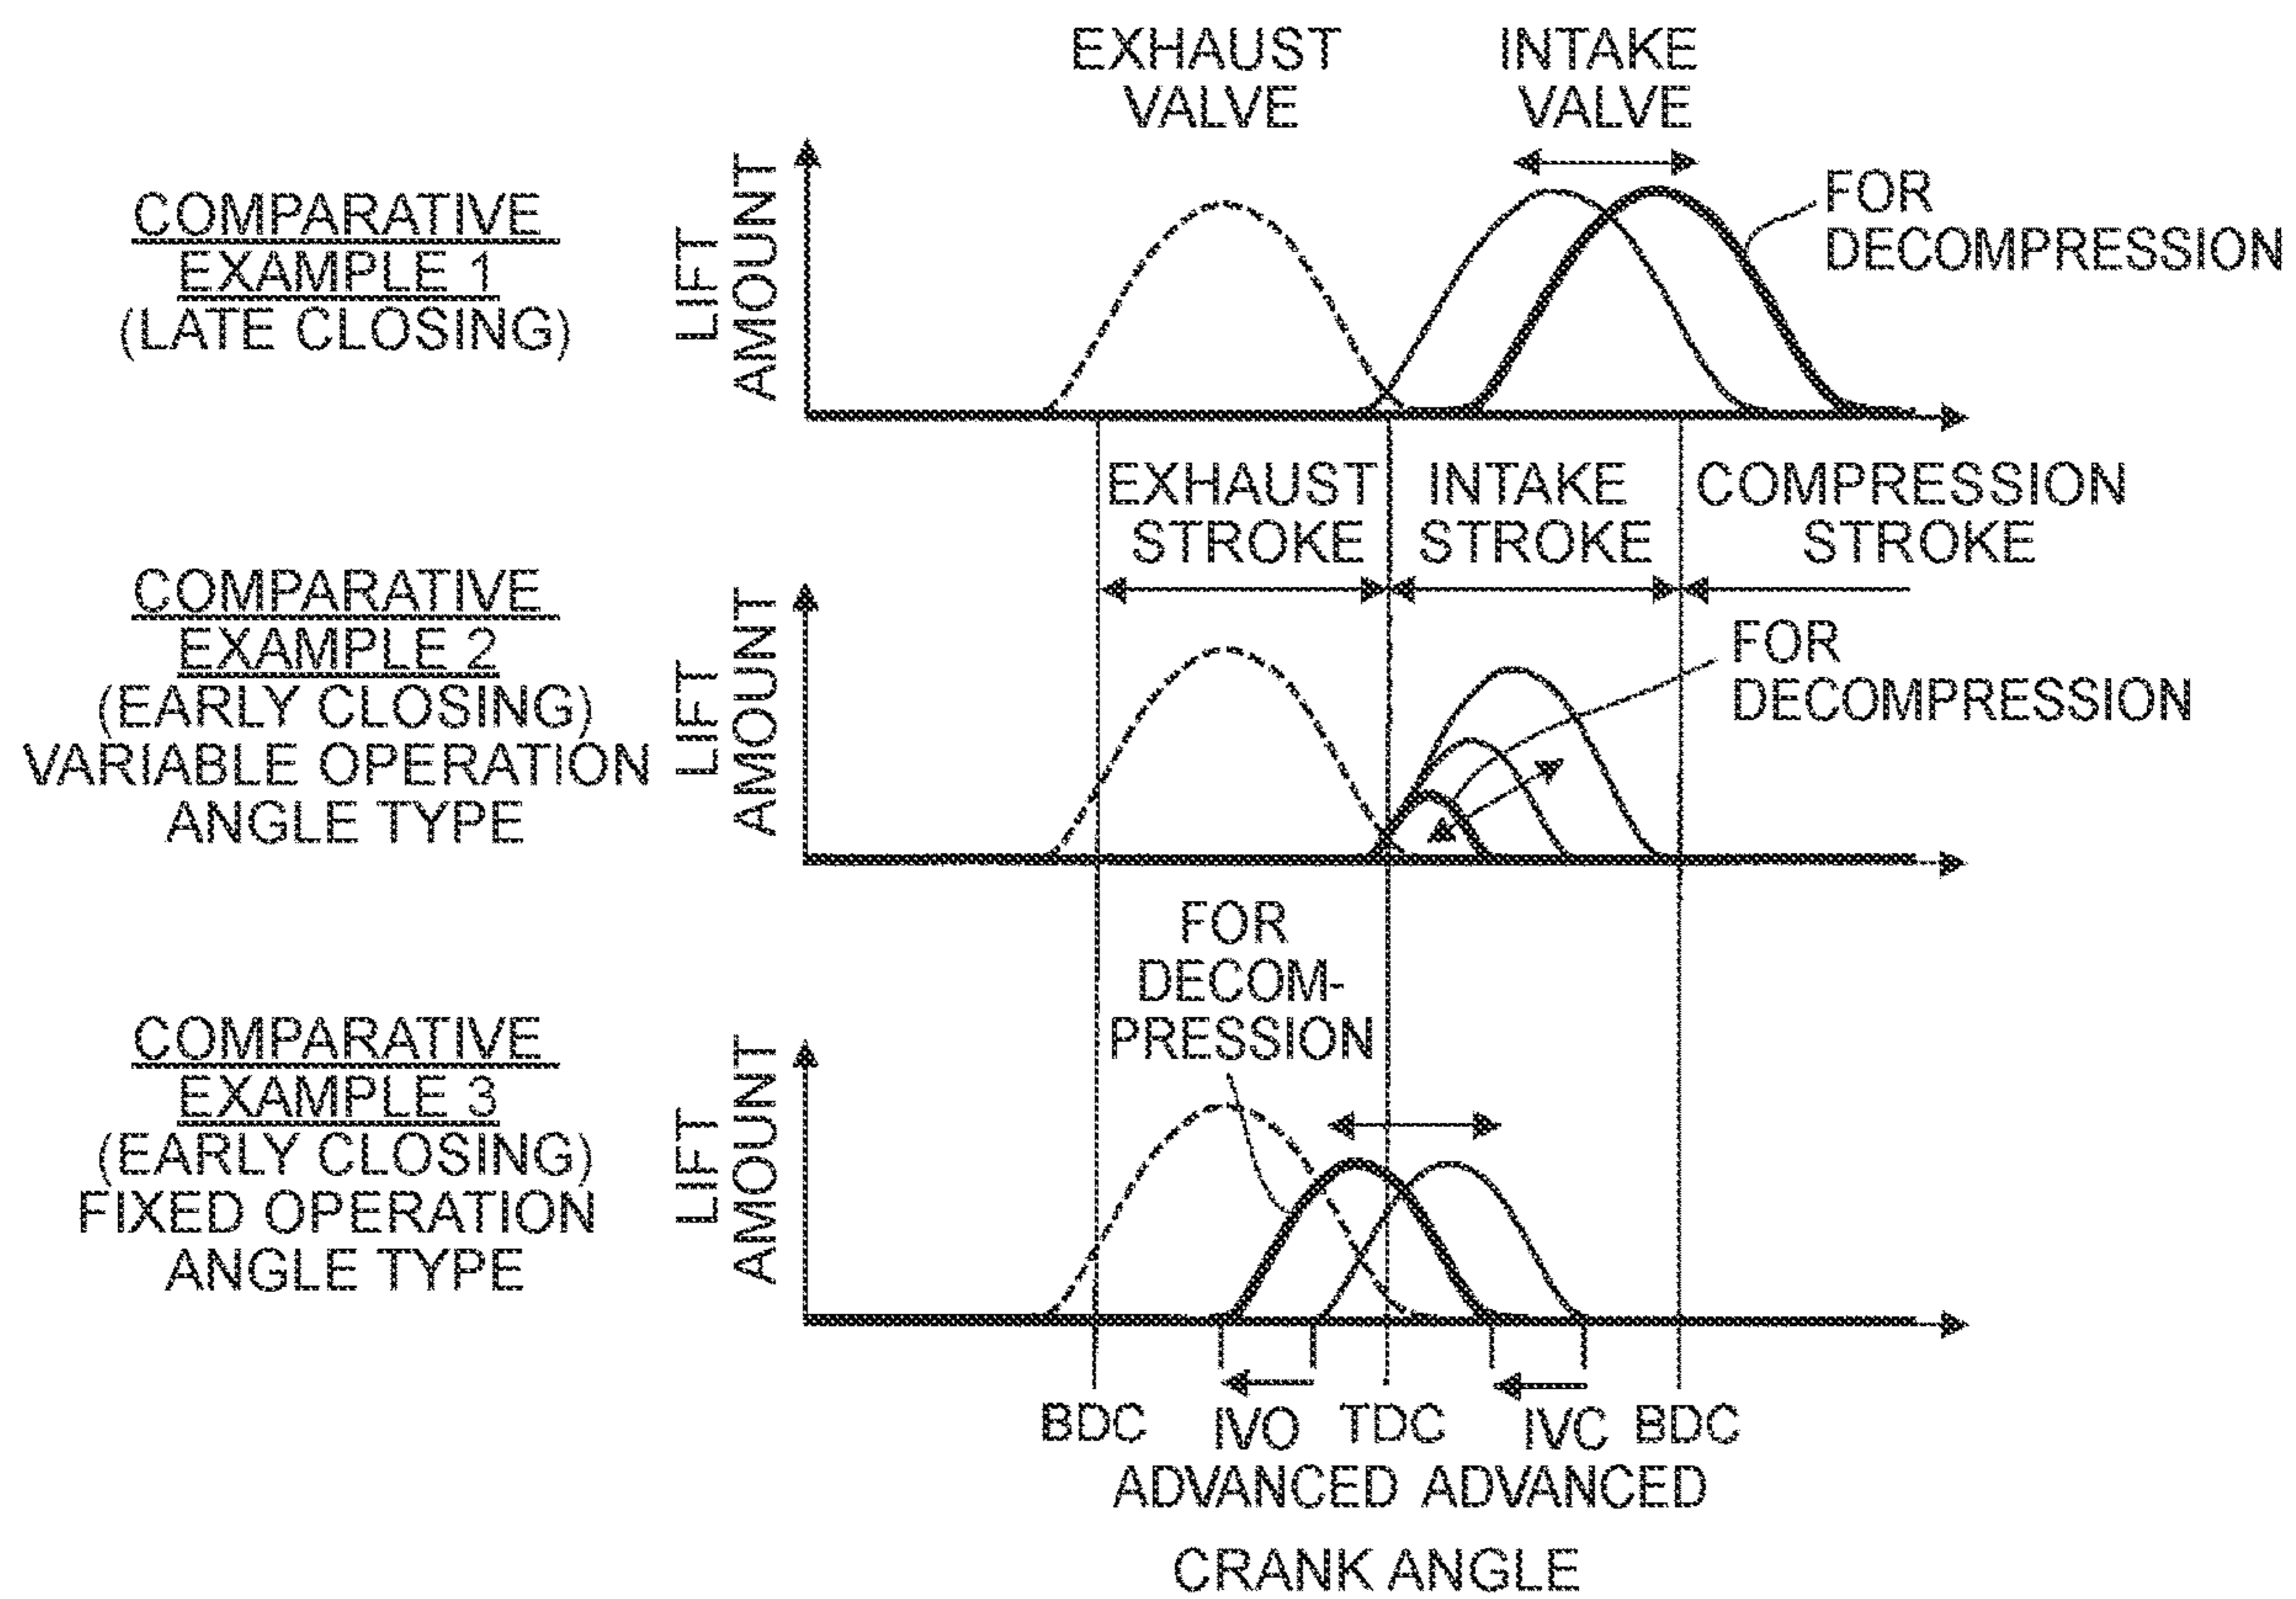 EXHAUST
VALVE
INTAKE
VALVE
COMPARATIVE
EXAMPLE 1
(LATE CLOSING)
LIFT
AMOUNT
FOR
DECOMPRESSION
EXHAUST
STROKE
INTAKE
STROKE
COMPRESSION
STROKE
COMPARATIVE
EXAMPLE 2
(EARLY CLOSING)
VARIABLE OPERATION
ANGLE TYPE
LIFT
AMOUNT
FOR
DECOMPRESSION
COMPARATIVE
EXAMPLE 3
(EARLY CLOSING)
FIXED OPERATION
ANGLE TYPE
LIFT
AMOUNT
FOR
DECOM-
PRESSION
BDC IVO TDC IVC BDC
ADVANCED ADVANCED
CRANK ANGLE